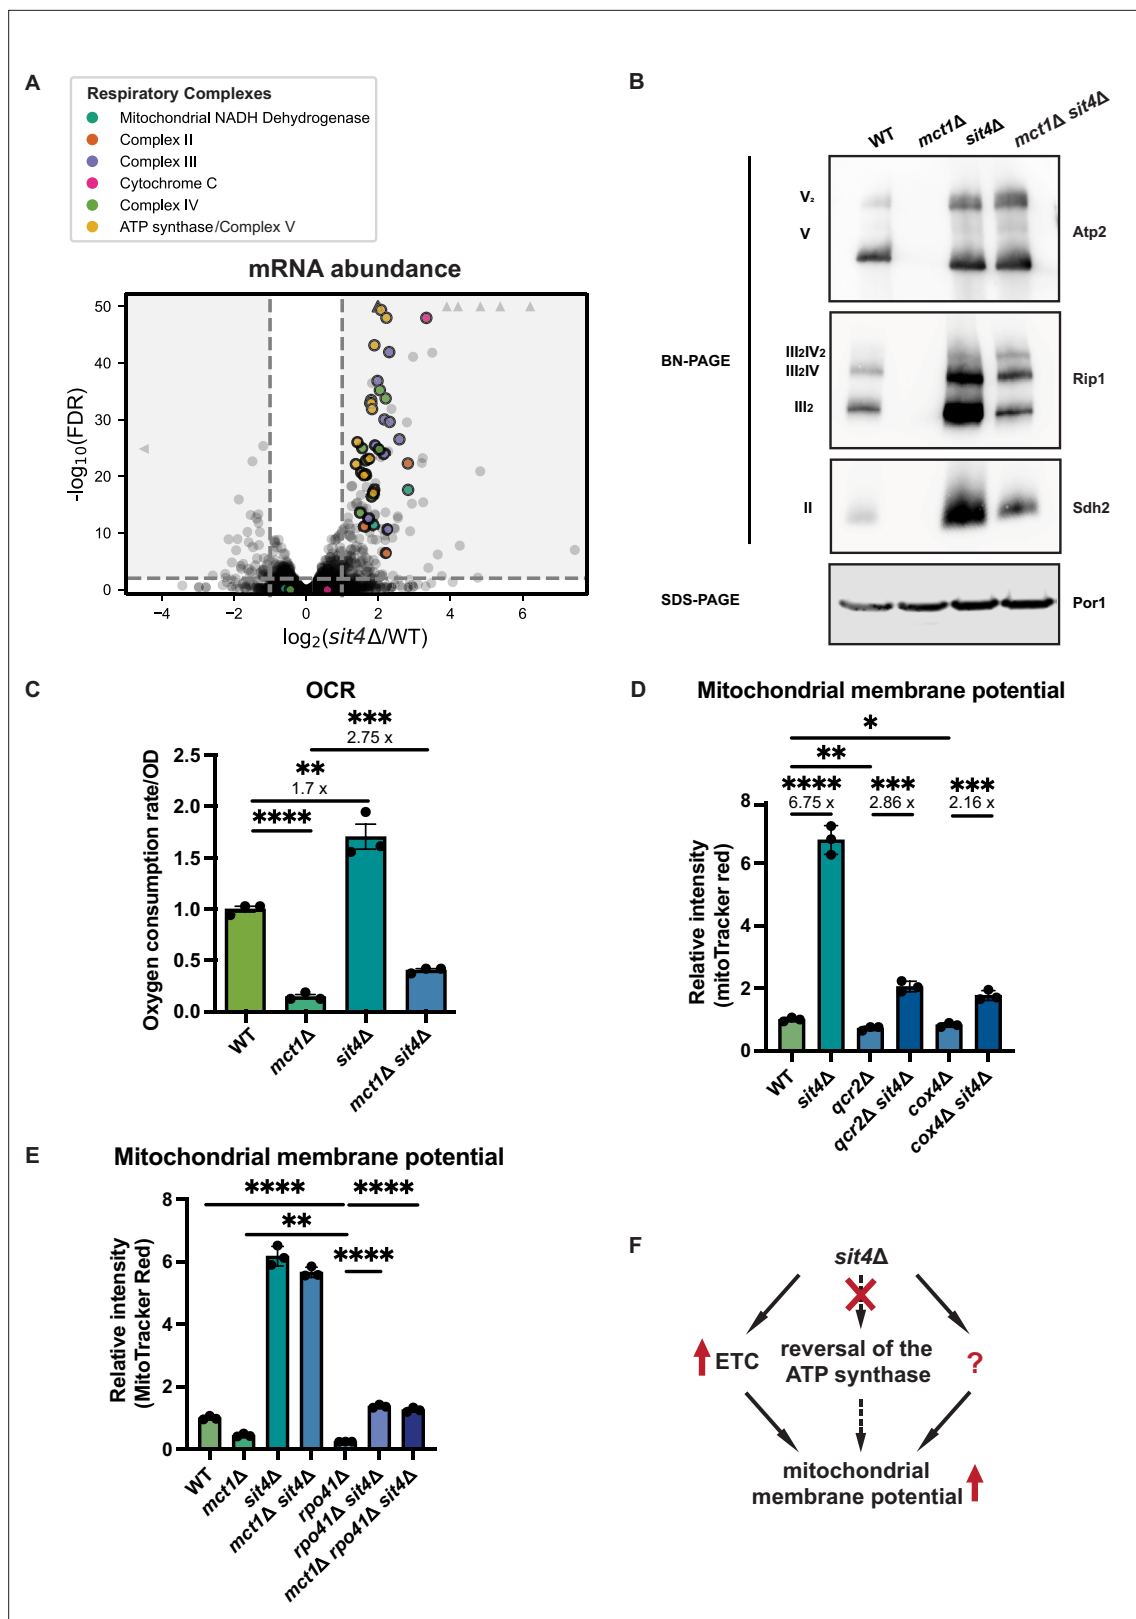 A
Respiratory Complexes
Mitochondrial NADH Dehydrogenase
Complex II
Complex III
Cytochrome C
Complex IV
ATP synthase/Complex V
mRNA abundance
50
40
30
20
10
0
-log10(FDR)
−4
−2
0
2
4
6
log2(sit4Δ/WT)
B
WT
mct1Δ
sit4Δ
mct1Δ sit4Δ
V2
V
Atp2
BN-PAGE
III2IV2
III2IV
III2
Rip1
II
Sdh2
SDS-PAGE
Por1
C
OCR
***
2.75 x
**
1.7 x
****
2.5
2.0
1.5
1.0
0.5
0.0
Oxygen consumption rate/OD
WT
mct1Δ
sit4Δ
mct1Δ sit4Δ
D
Mitochondrial membrane potential
*
**
****
***
***
6.75 x
2.86 x
2.16 x
8
6
4
2
0
Relative intensity
(mitoTracker red)
WT
sit4Δ
qcr2Δ
qcr2Δ sit4Δ
cox4Δ
cox4Δ sit4Δ
E
Mitochondrial membrane potential
****
****
**
****
8
6
4
2
0
Relative intensity
(MitoTracker Red)
WT
mct1Δ
sit4Δ
mct1Δ sit4Δ
rpo41Δ
rpo41Δ sit4Δ
mct1Δ rpo41Δ sit4Δ
F
sit4Δ
ETC
reversal of the
ATP synthase
?
mitochondrial
membrane potential